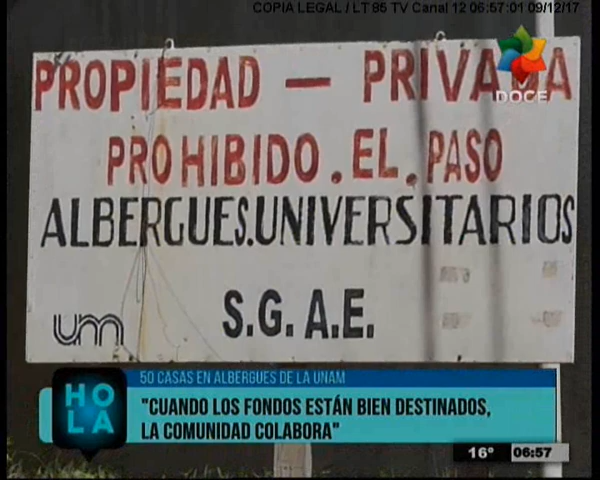 COPIA LEGAL / LT 85 TV Canal 12 06:57:01 09/12/17
DOCE
PROPIEDAD — PRIVADA
PROHIBIDO.EL.PASO
ALBERGUES.UNIVERSITARIOS
S.G.A.E.
um
HOLA
50 CASAS EN ALBERGUES DE LA UNAM
"CUANDO LOS FONDOS ESTÁN BIEN DESTINADOS,
LA COMUNIDAD COLABORA"
16° 06:57